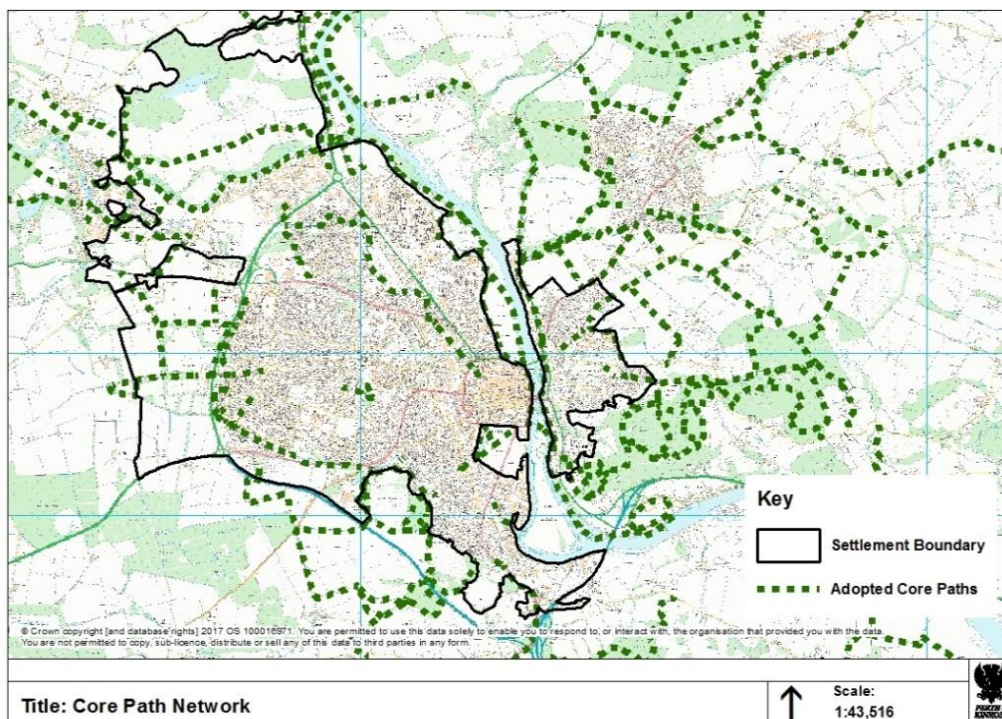 Key
Settlement Boundary
Adopted Core Paths
© Crown copyright [and database rights] 2017 OS 100016971. You are permitted to use this data solely to enable you to respond to, or interact with, the organisation that provided you with the data.
You are not permitted to copy, sub-licence, distribute or sell any of this data to third parties in any form.
Title: Core Path Network
Scale:
1:43,516